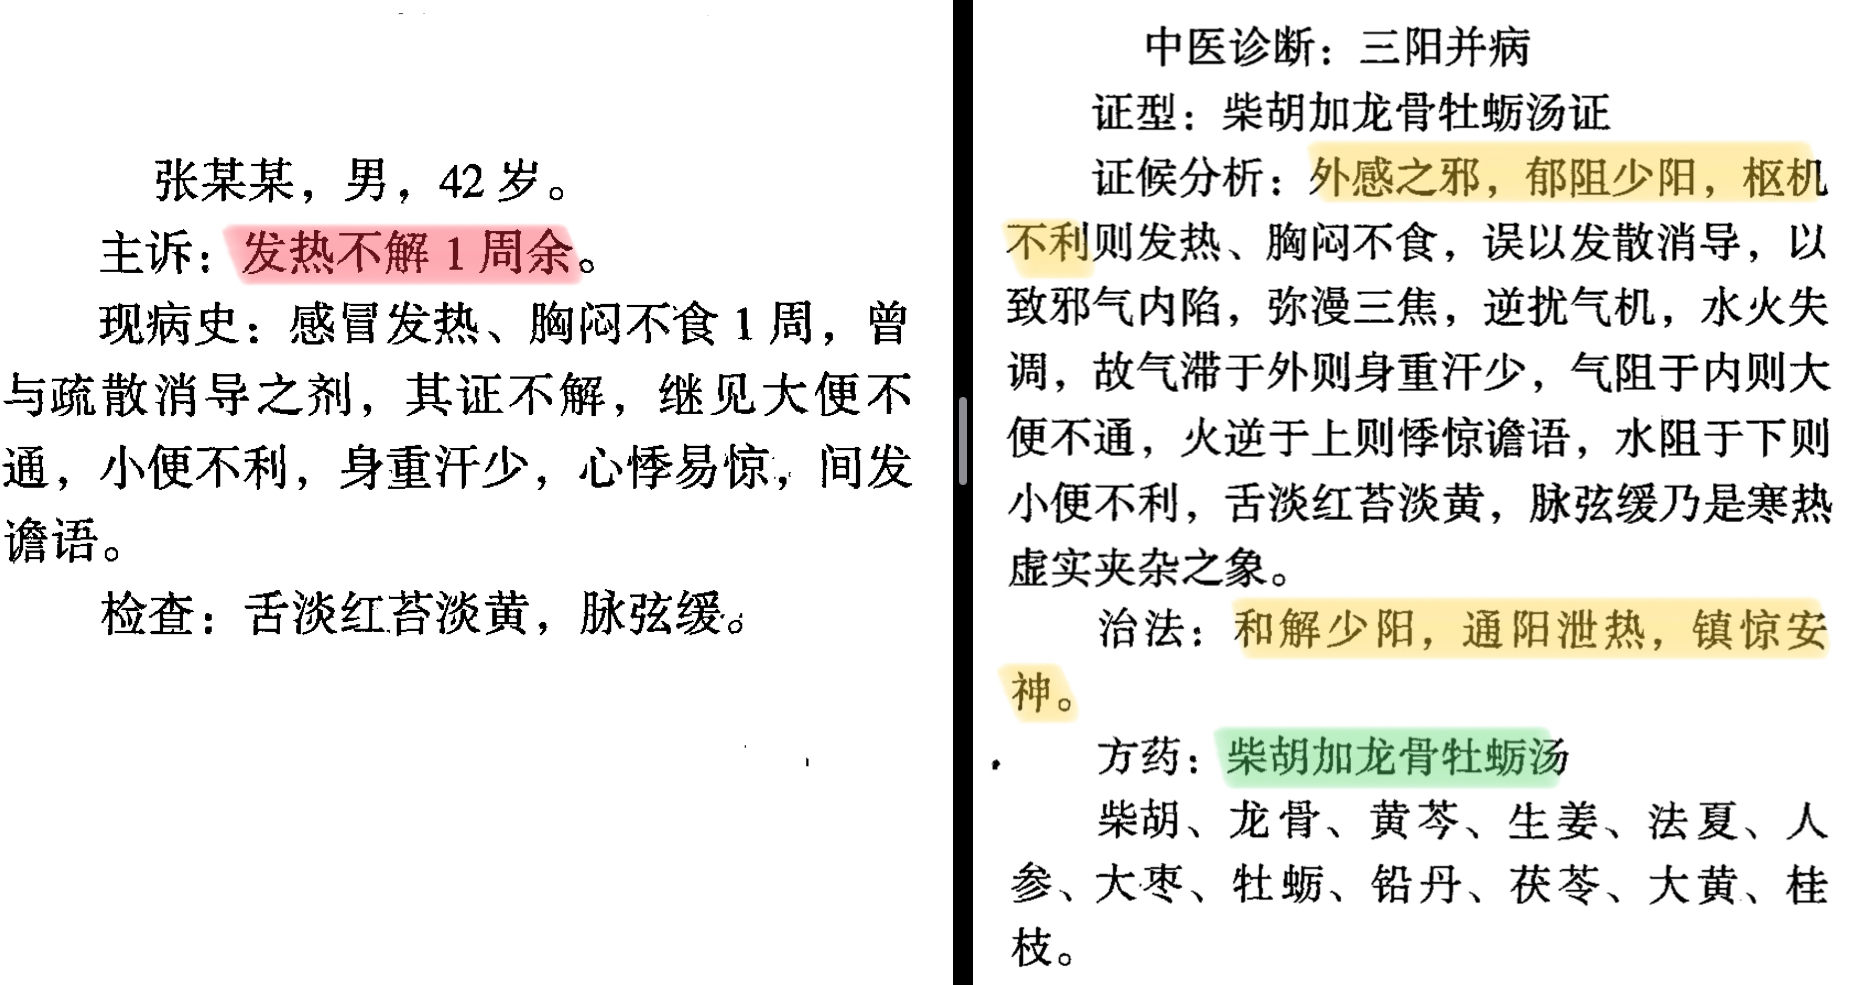 张某某，男，42岁。
主诉：发热不解1周余。
现病史：感冒发热、胸闷不食1周，曾
与疏散消导之剂，其证不解，继见大便不
通，小便不利，身重汗少，心悸易惊，间发
谵语。
检查：舌淡红苔淡黄，脉弦缓。
中医诊断：三阳并病
证型：柴胡加龙骨牡蛎汤证
证候分析：外感之邪，郁阻少阳，枢机
不利则发热、胸闷不食，误以发散消导，以
致邪气内陷，弥漫三焦，逆扰气机，水火失
调，故气滞于外则身重汗少，气阻于内则大
便不通，火逆于上则悸惊谵语，水阻于下则
小便不利，舌淡红苔淡黄，脉弦缓乃是寒热
虚实夹杂之象。
治法：和解少阳，通阳泄热，镇惊安
神。
方药：柴胡加龙骨牡蛎汤
柴胡、龙骨、黄芩、生姜、法夏、人
参、大枣、牡蛎、铅丹、茯苓、大黄、桂
枝。